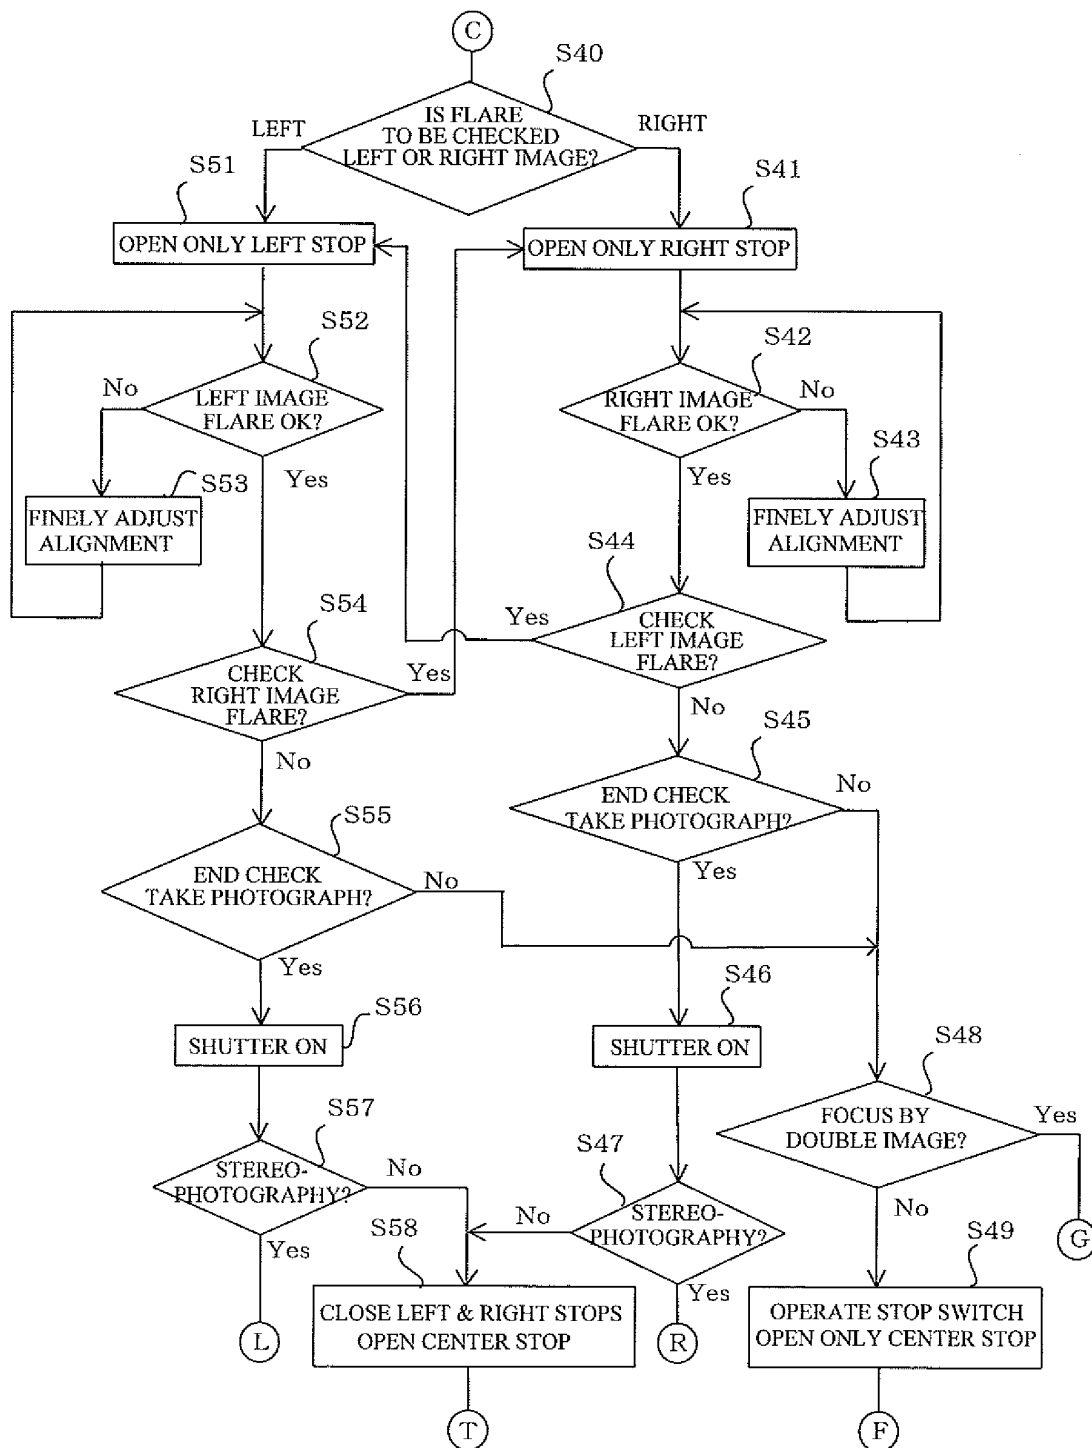 C
S40
IS FLARE
TO BE CHECKED
LEFT OR RIGHT IMAGE?
LEFT
RIGHT
S51
S41
OPEN ONLY LEFT STOP
OPEN ONLY RIGHT STOP
S52
S42
No
LEFT IMAGE
FLARE OK?
RIGHT IMAGE
FLARE OK?
No
S53
Yes
Yes
S43
FINELY ADJUST
ALIGNMENT
FINELY ADJUST
ALIGNMENT
S44
S54
Yes
CHECK
LEFT IMAGE
FLARE?
CHECK
RIGHT IMAGE
FLARE?
Yes
No
S45
No
END CHECK
TAKE PHOTOGRAPH?
No
S55
Yes
END CHECK
TAKE PHOTOGRAPH?
No
Yes
S46
S56
SHUTTER ON
SHUTTER ON
S48
S57
FOCUS BY
DOUBLE IMAGE?
Yes
S47
STEREO-
PHOTOGRAPHY?
No
No
STEREO-
PHOTOGRAPHY?
No
G
Yes
S58
Yes
S49
CLOSE LEFT & RIGHT STOPS
OPEN CENTER STOP
OPERATE STOP SWITCH
OPEN ONLY CENTER STOP
L
R
T
F